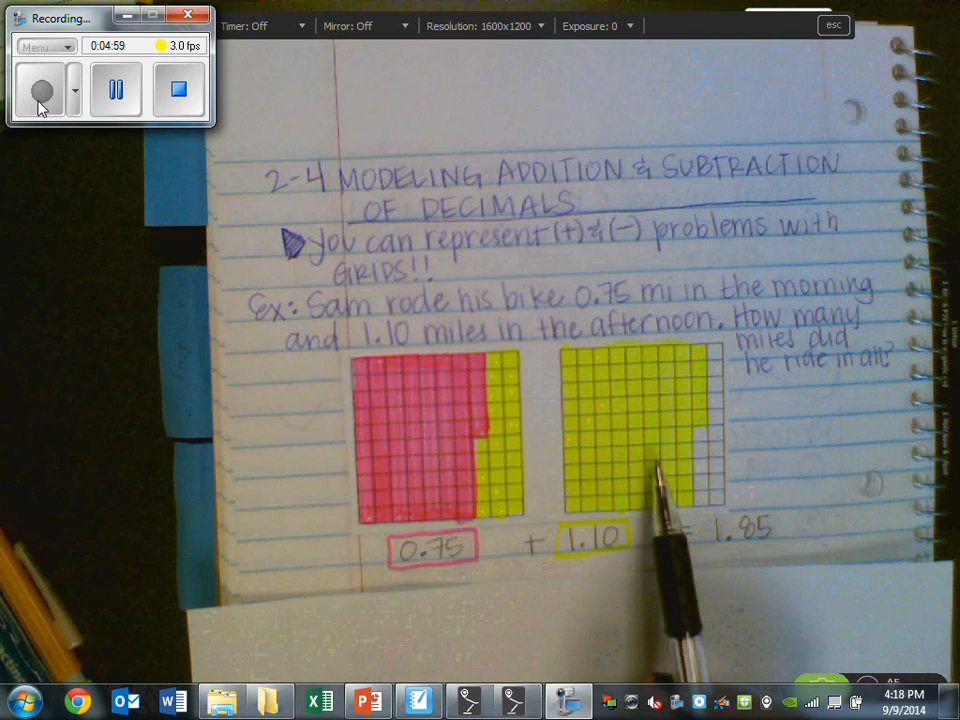 Recording...
Timer: Off
Mirror: Off
Resolution: 1600x1200
Exposure: 0
esc
Menu
0:04:59
3.0 fps
2-4 MODELING ADDITION & SUBTRACTION
OF DECIMALS
You can represent (+) & (-) problems with
GRIDS!!
Ex: Sam rode his bike 0.75 mi in the morning
and 1.10 miles in the afternoon. How many
miles did
he ride in all?
0.75 + 1.10 = 1.85
4:18 PM
9/9/2014